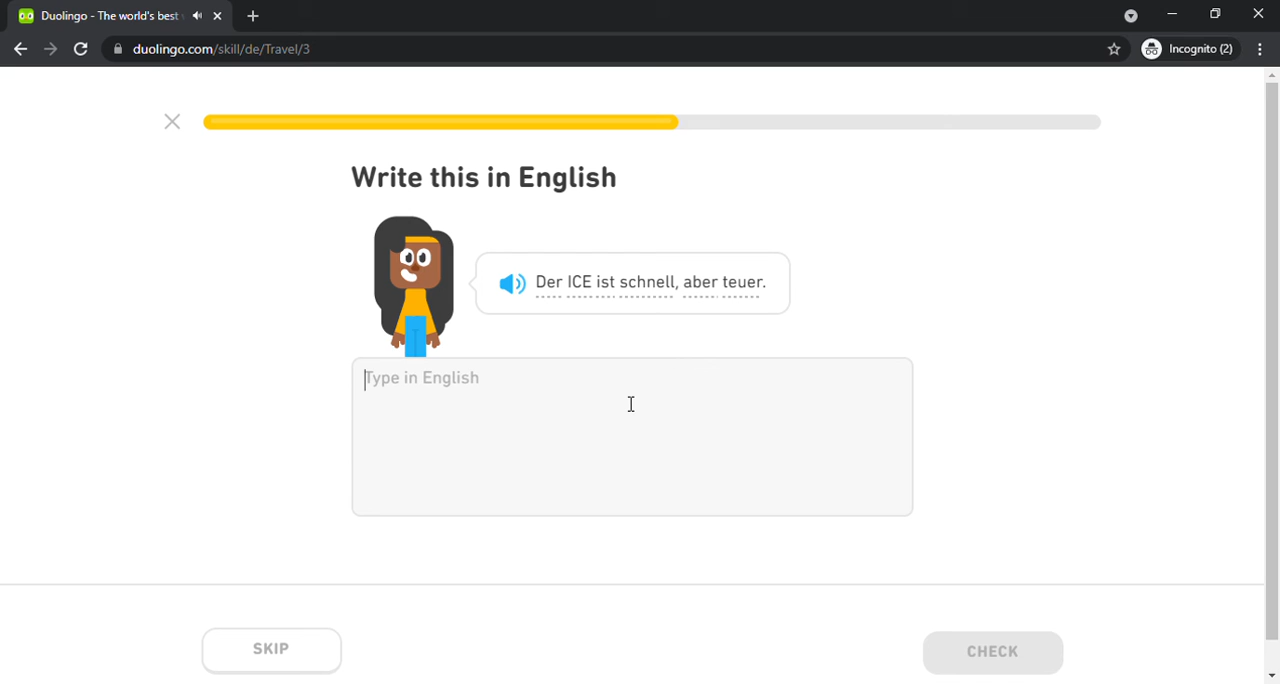 Duolingo - The world's best
duolingo.com/skill/de/Travel/3
Incognito (2)
Write this in English
Der ICE ist schnell, aber teuer.
Type in English
SKIP
CHECK